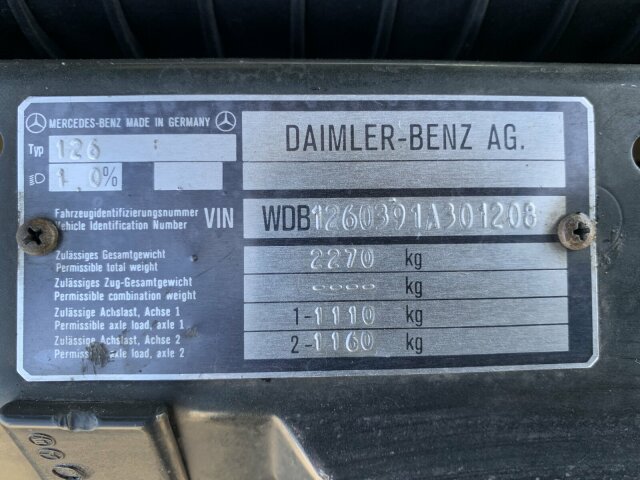 MERCEDES-BENZ MADE IN GERMANY
Typ 126
1,0%
DAIMLER-BENZ AG.
Fahrzeugidentifizierungsnummer
Vehicle Identification Number
VIN WDB1260391A301208
Zulässiges Gesamtgewicht
Permissible total weight
2270 kg
Zulässiges Zug-Gesamtgewicht
Permissible combination weight
0000 kg
Zulässige Achslast, Achse 1
Permissible axle load, axle 1
1-1110 kg
Zulässige Achslast, Achse 2
Permissible axle load, axle 2
2-1160 kg